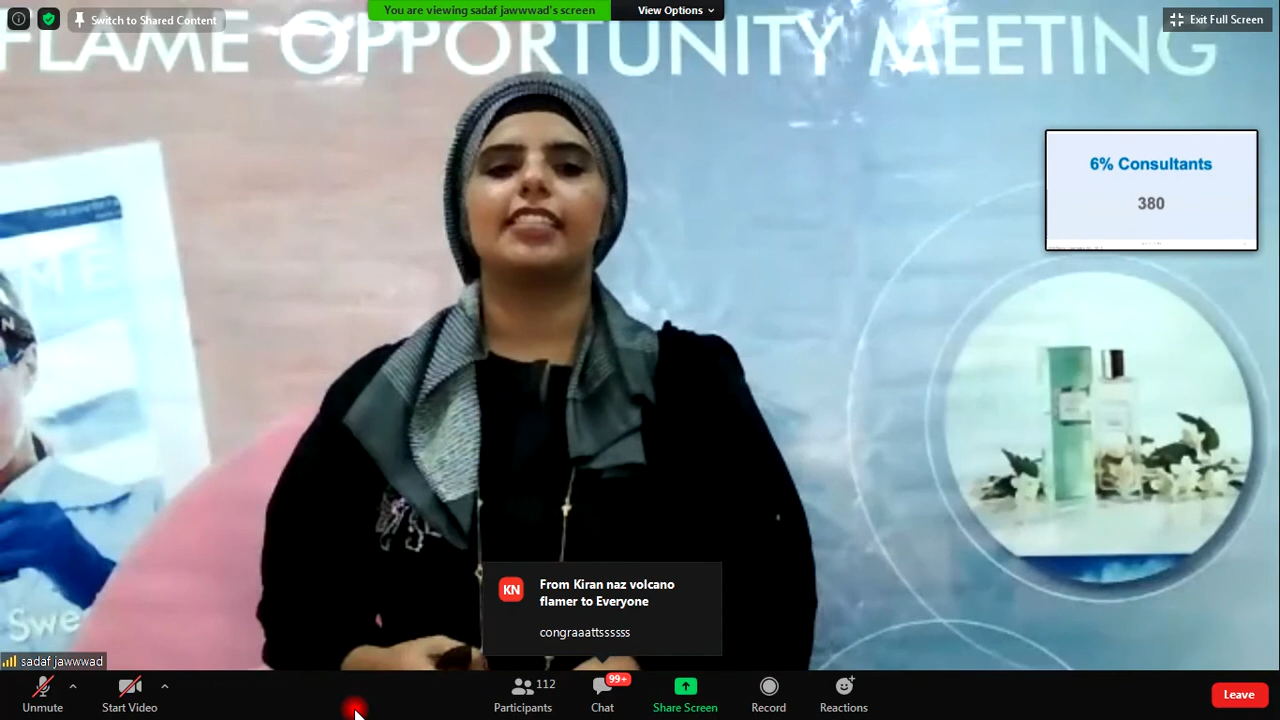 Switch to Shared Content
You are viewing sadaf jawwwad's screen
View Options
Exit Full Screen
FLAME OPPORTUNITY MEETING
6% Consultants
380
Swe
From Kiran naz volcano
flamer to Everyone
KN
congraaattssssss
sadaf jawwwad
Unmute
Start Video
Participants
112
Chat
99+
Share Screen
Record
Reactions
Leave